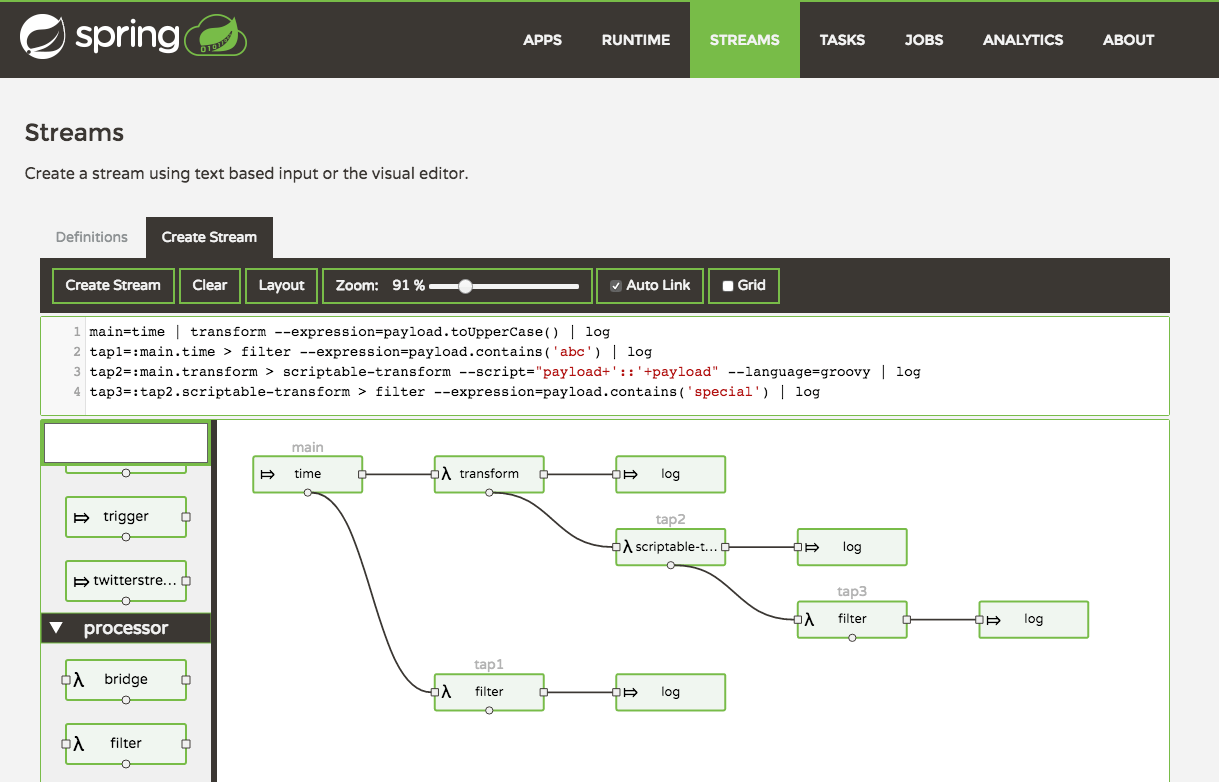 spring
APPS RUNTIME STREAMS TASKS JOBS ANALYTICS ABOUT
Streams
Create a stream using text based input or the visual editor.
Definitions Create Stream
Create Stream Clear Layout Zoom: 91 % Auto Link Grid
1 main=time | transform --expression=payload.toUpperCase() | log
2 tap1=:main.time > filter --expression=payload.contains('abc') | log
3 tap2=:main.transform > scriptable-transform --script="payload+'::'+payload" --language=groovy | log
4 tap3=:tap2.scriptable-transform > filter --expression=payload.contains('special') | log
trigger
twitterstre...
processor
bridge
filter
main
time λ transform log
tap2
λ scriptable-t... log
tap3
λ filter log
tap1
λ filter log
λ
λ